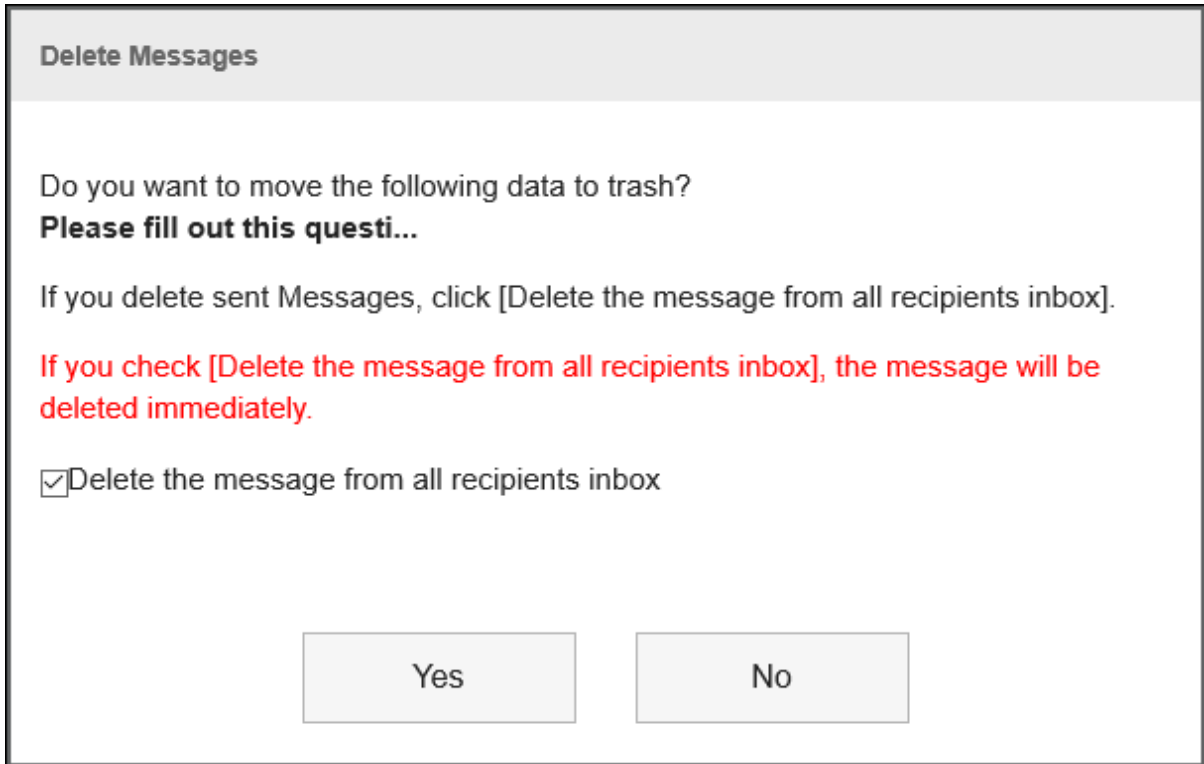 Delete Messages
Do you want to move the following data to trash?
Please fill out this questi...
If you delete sent Messages, click [Delete the message from all recipients inbox].
If you check [Delete the message from all recipients inbox], the message will be
deleted immediately.
Delete the message from all recipients inbox
Yes No